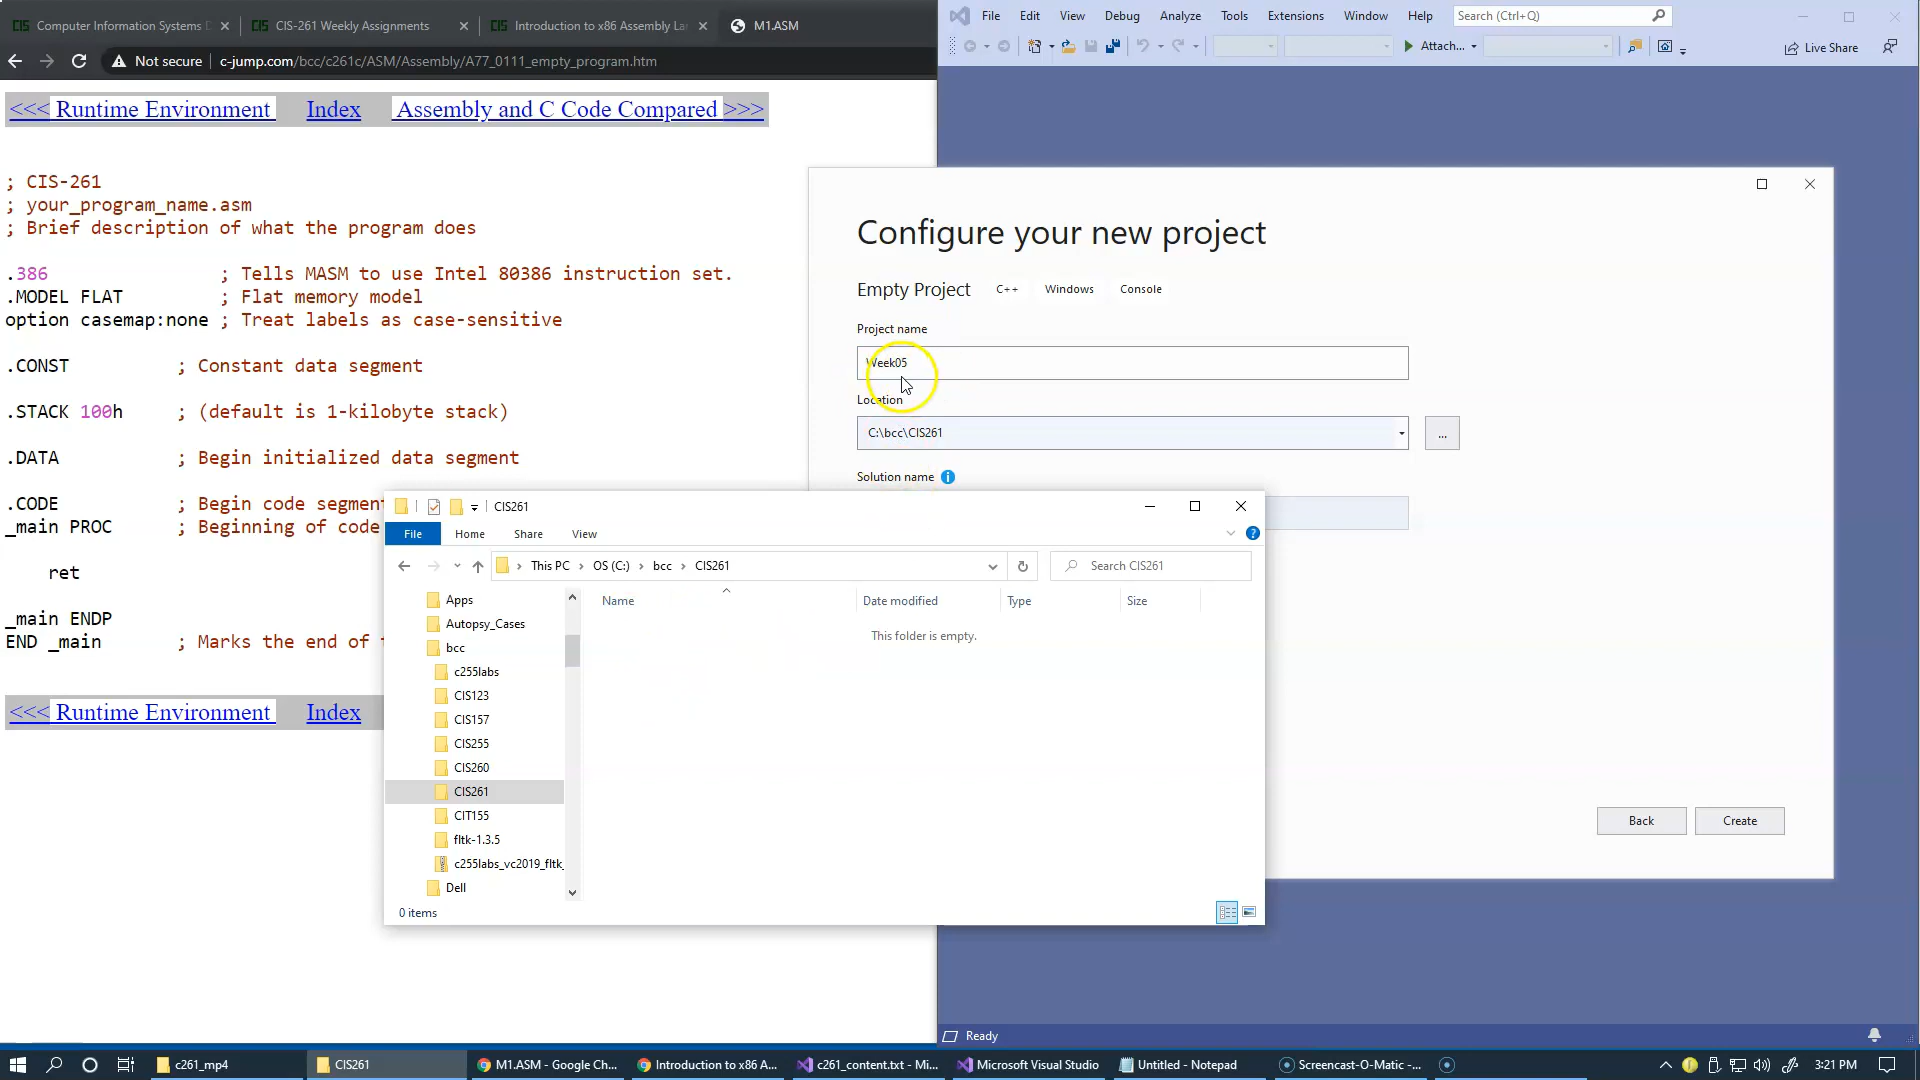 Computer Information Systems D
CIS-261 Weekly Assignments
Introduction to x86 Assembly La
M1.ASM
Not secure
c-jump.com/bcc/c261c/ASM/Assembly/A77_0111_empty_program.htm
<<< Runtime Environment Index Assembly and C Code Compared >>>
; CIS-261
; your_program_name.asm
; Brief description of what the program does
.386 ; Tells MASM to use Intel 80386 instruction set.
.MODEL FLAT ; Flat memory model
option casemap:none ; Treat labels as case-sensitive
.CONST ; Constant data segment
.STACK 100h ; (default is 1-kilobyte stack)
.DATA ; Begin initialized data segment
.CODE ; Begin code segment
_main PROC ; Beginning of code
ret
_main ENDP
END _main ; Marks the end of
<<< Runtime Environment Index
File Edit View Debug Analyze Tools Extensions Window Help Search (Ctrl+Q)
Attach...
Live Share
Configure your new project
Empty Project C++ Windows Console
Project name
Week05
Location
C:\bcc\CIS261
...
Solution name
Back Create
Ready
CIS261
File Home Share View
This PC OS (C:) bcc CIS261
Search CIS261
Name Date modified Type Size
This folder is empty.
Apps
Autopsy_Cases
bcc
c255labs
CIS123
CIS157
CIS255
CIS260
CIS261
CIT155
fltk-1.3.5
c255labs_vc2019_fltk_
Dell
0 items
c261_mp4
CIS261
M1.ASM - Google Ch...
Introduction to x86 A...
c261_content.txt - Mi...
Microsoft Visual Studio
Untitled - Notepad
Screencast-O-Matic -...
3:21 PM